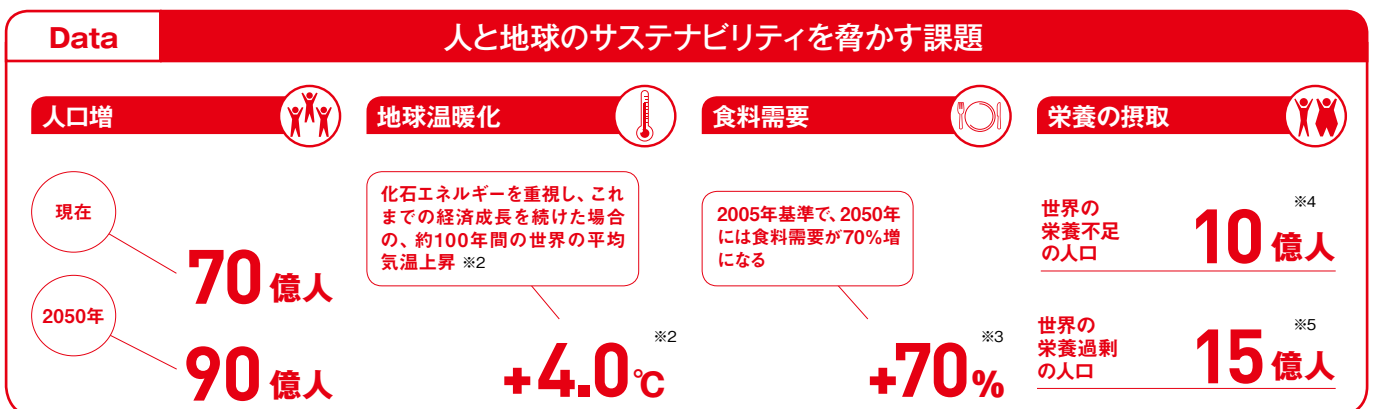 Data
人と地球のサステナビリティを脅かす課題
人口増
現在
70億人
2050年
90億人
地球温暖化
化石エネルギーを重視し、これ
までの経済成長を続けた場合
の、約100年間の世界の平均
気温上昇 ※2
※2
+4.0℃
食料需要
2005年基準で、2050年
には食料需要が70%増
になる
※3
+70%
栄養の摂取
世界の
栄養不足
の人口
※4
10億人
世界の
栄養過剰
の人口
※5
15億人